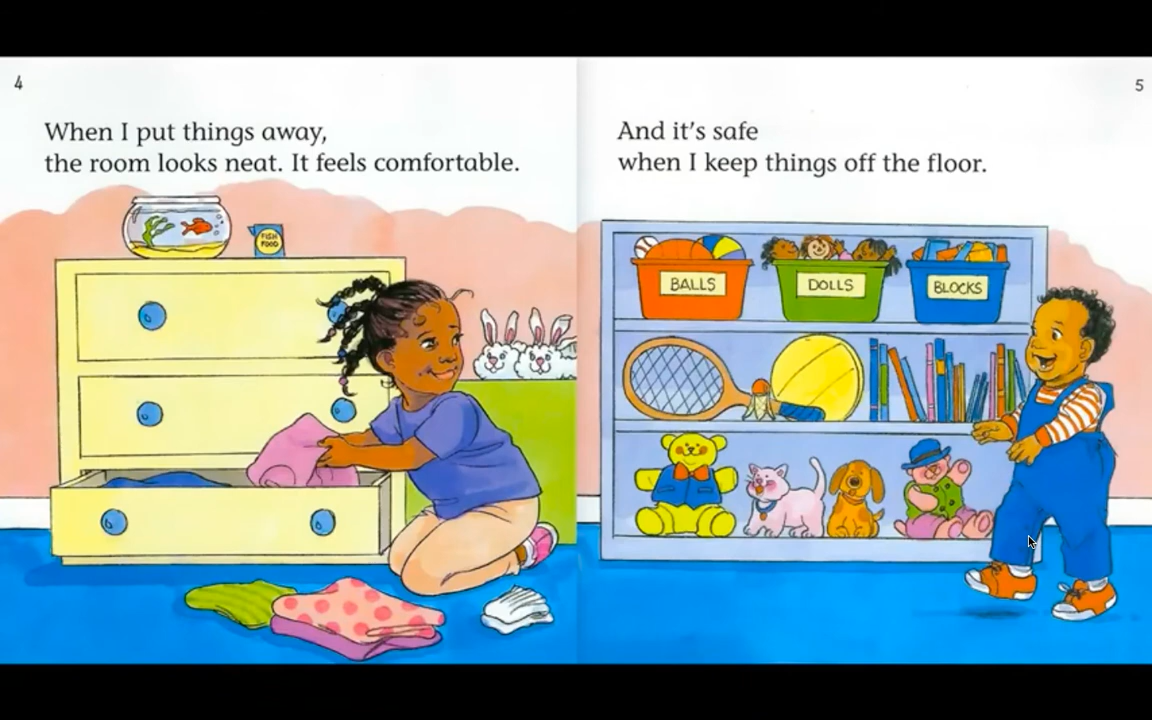 4
When I put things away,
the room looks neat. It feels comfortable.
FISH
FOOD
5
And it's safe
when I keep things off the floor.
BALLS
DOLLS
BLOCKS